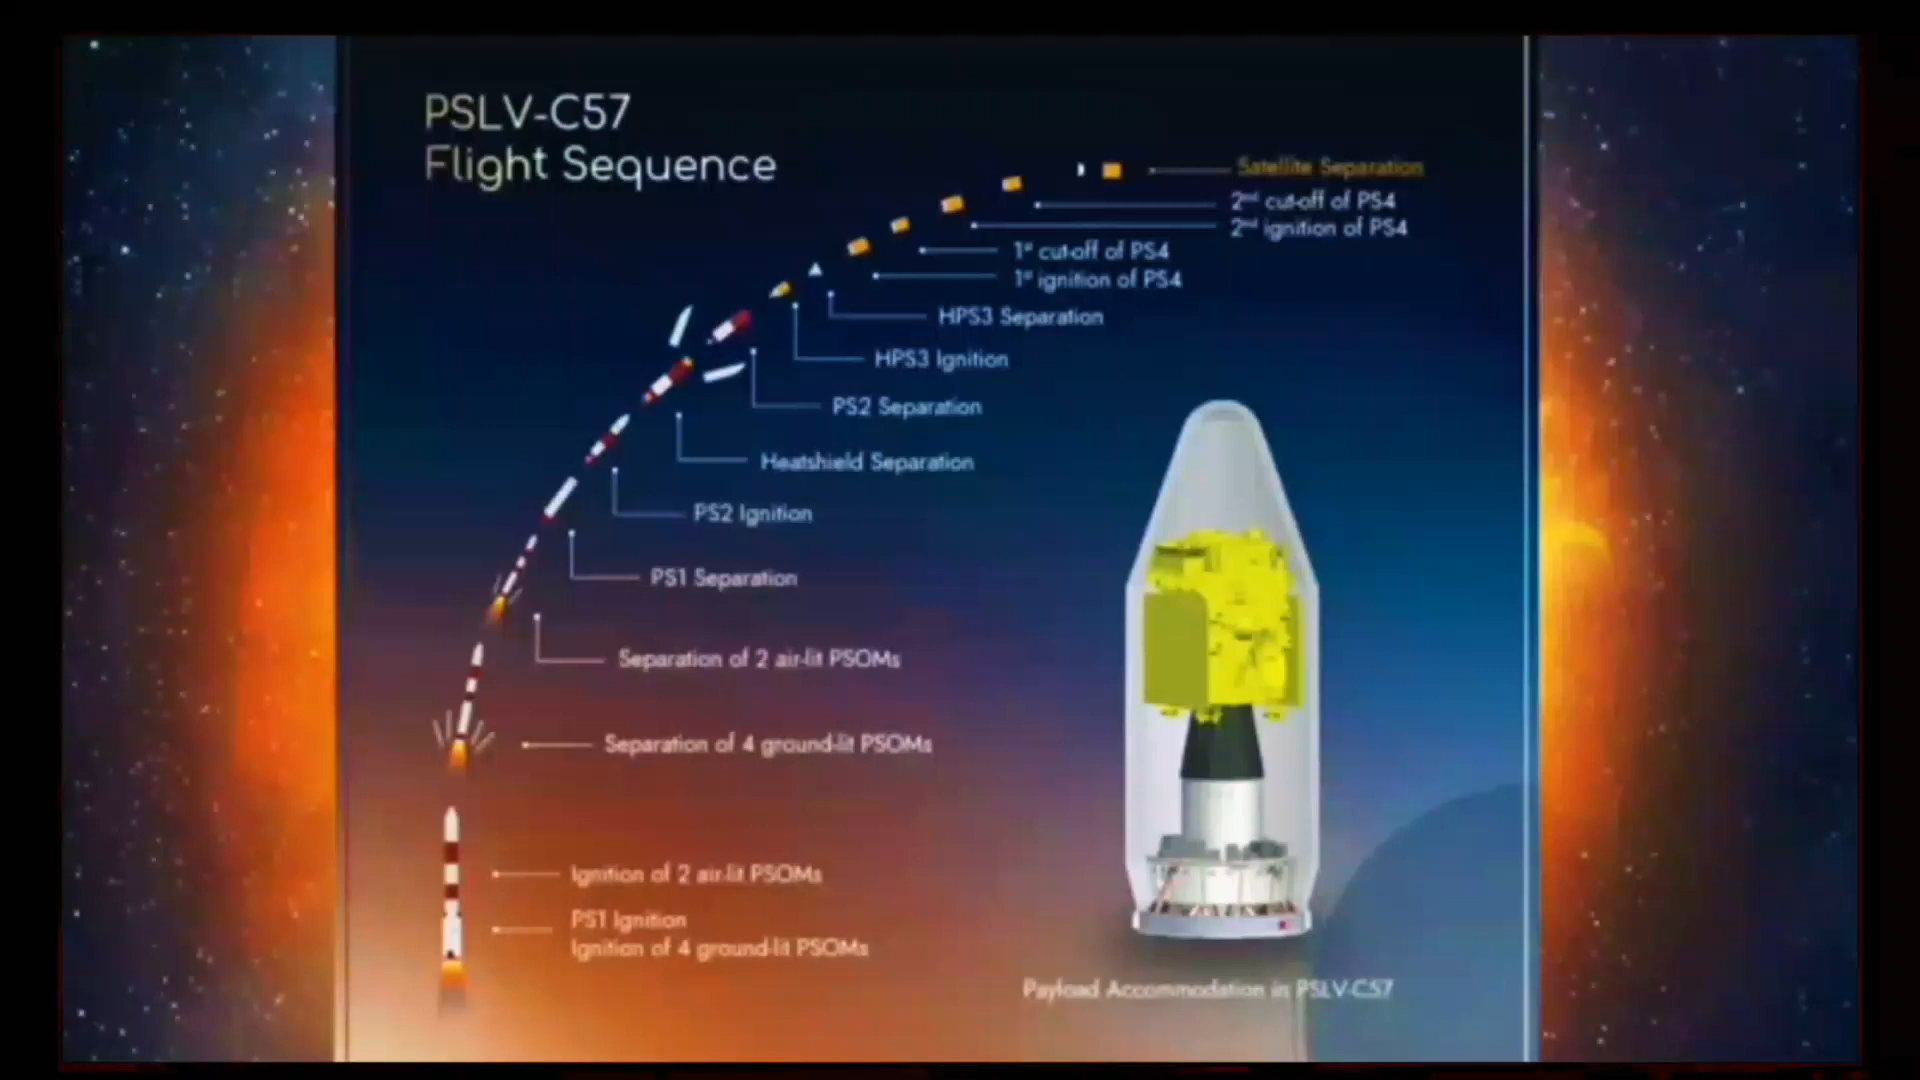 PSLV-C57
Flight Sequence
Satellite Separation
2nd cut-off of PS4
2nd ignition of PS4
1st cut-off of PS4
1st ignition of PS4
HPS3 Separation
HPS3 Ignition
PS2 Separation
Heatshield Separation
PS2 Ignition
PS1 Separation
Separation of 2 air-lit PSOMs
Separation of 4 ground-lit PSOMs
Ignition of 2 air-lit PSOMs
PS1 Ignition
Ignition of 4 ground-lit PSOMs
Payload Accommodation in PSLV-C57